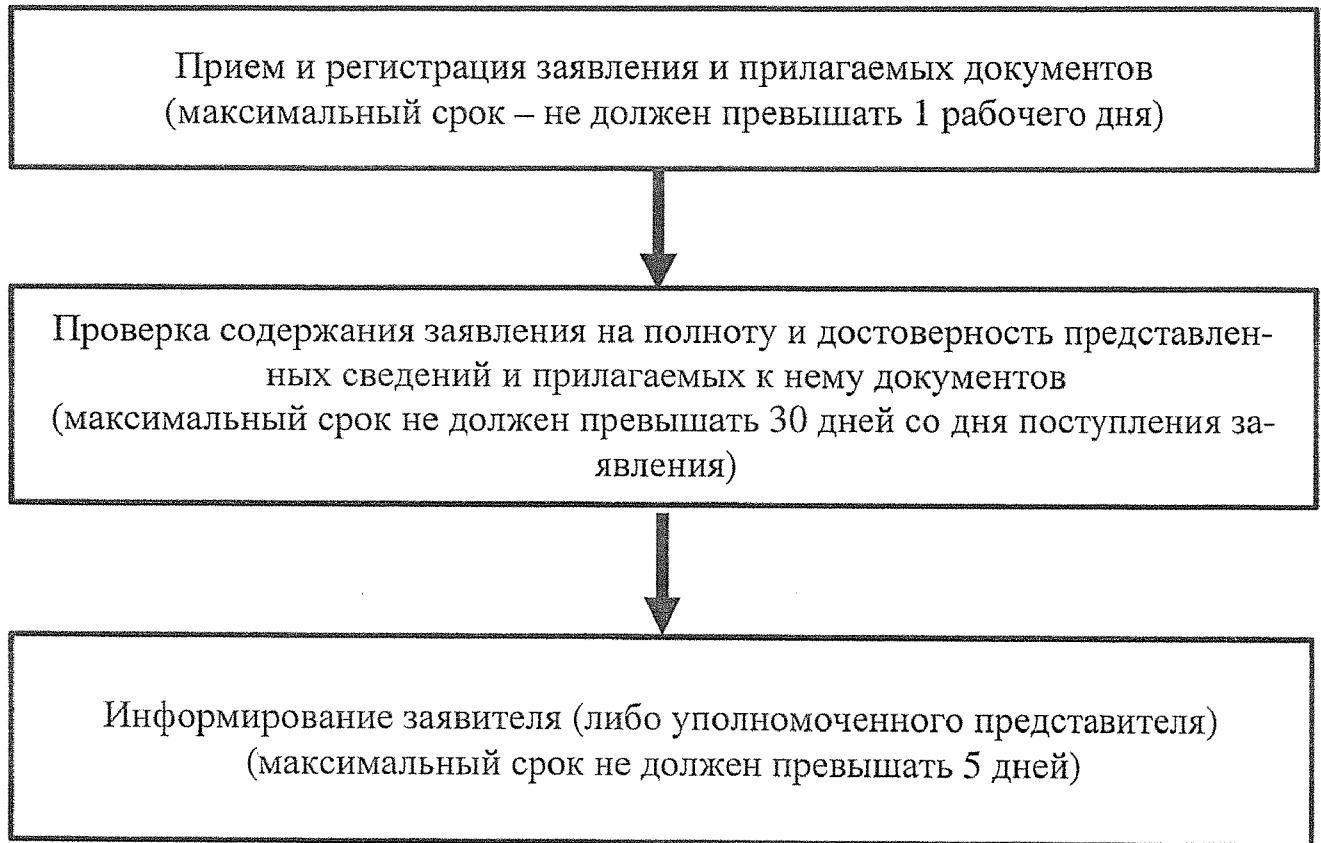 Прием и регистрация заявления и прилагаемых документов
(максимальный срок – не должен превышать 1 рабочего дня)
Проверка содержания заявления на полноту и достоверность представлен-
ных сведений и прилагаемых к нему документов
(максимальный срок не должен превышать 30 дней со дня поступления за-
явления)
Информирование заявителя (либо уполномоченного представителя)
(максимальный срок не должен превышать 5 дней)